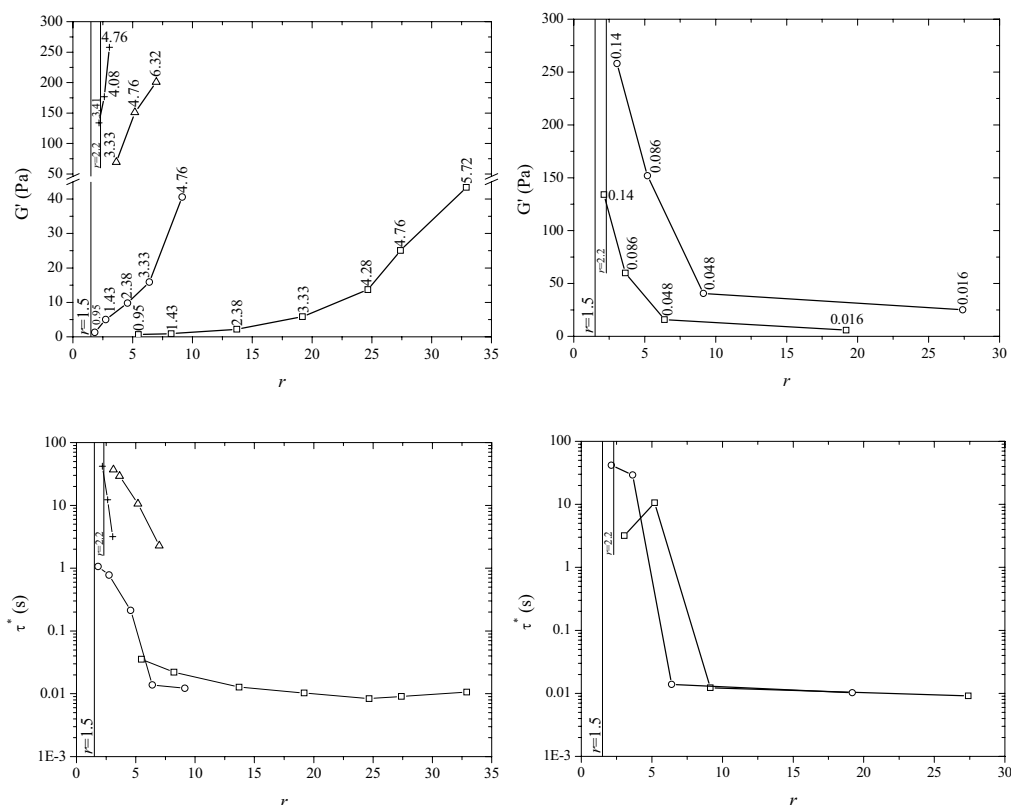 300
250
200
150
100
50
40
30
20
10
0
G' (Pa)
4.76
4.08
3.41
r=2.2
3.33
4.76
6.32
r=1.5
0.95
1.43
2.38
3.33
4.76
0.95
1.43
2.38
3.33
4.28
4.76
5.72
0 5 10 15 20 25 30 35
r
300
250
200
150
100
50
0
G' (Pa)
0.14
0.086
0.048
0.016
0.14
0.086
0.048
0.016
r=2.2
r=1.5
0 5 10 15 20 25 30
r
100
10
1
0.1
0.01
1E-3
τ* (s)
r=2.2
r=1.5
0 5 10 15 20 25 30 35
r
100
10
1
0.1
0.01
1E-3
τ* (s)
r=2.2
r=1.5
0 5 10 15 20 25 30
r